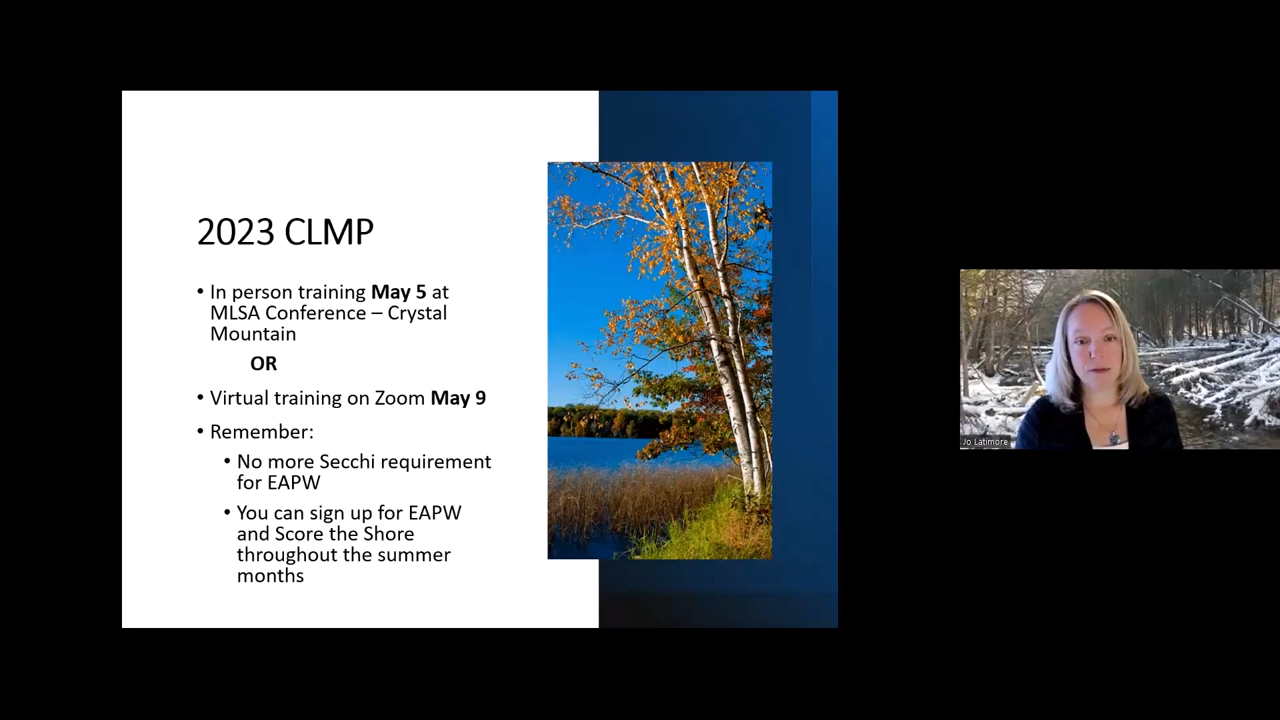 2023 CLMP
• In person training May 5 at
MLSA Conference – Crystal
Mountain
OR
• Virtual training on Zoom May 9
• Remember:
• No more Secchi requirement
for EAPW
• You can sign up for EAPW
and Score the Shore
throughout the summer
months
Jo Latimore